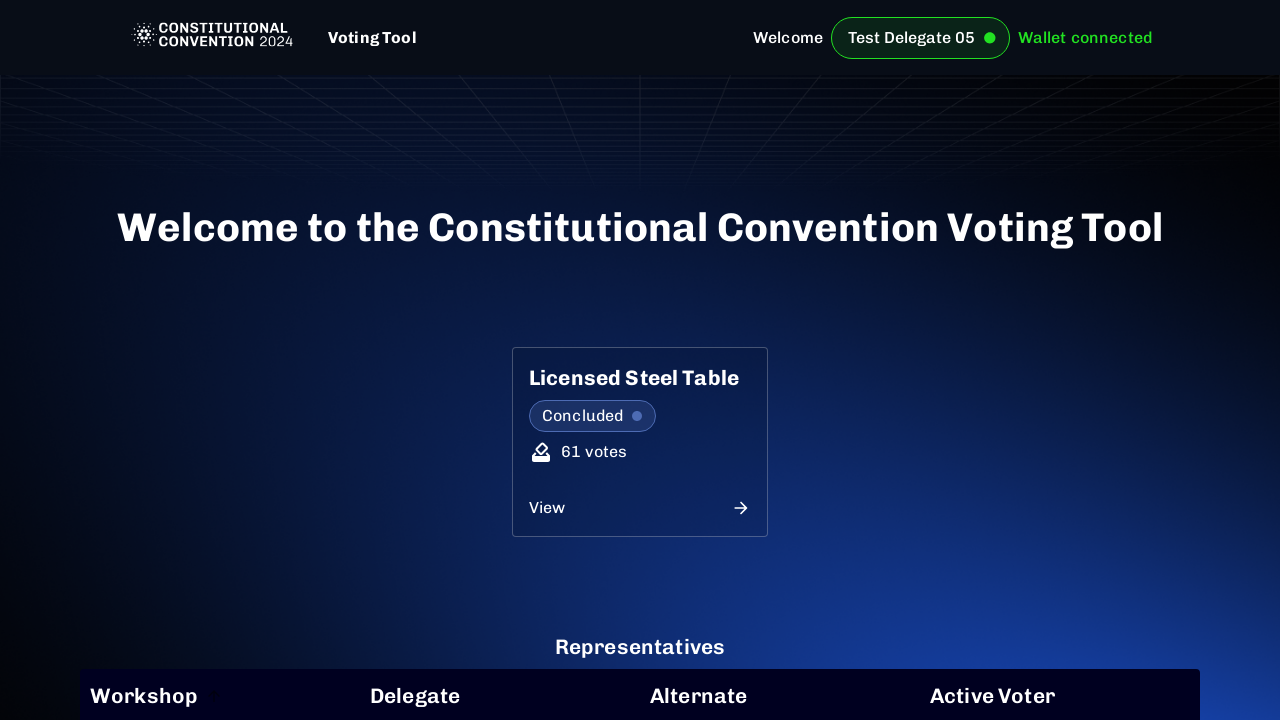 CONSTITUTIONAL
CONVENTION 2024
Voting Tool
Welcome
Test Delegate 05
Wallet connected
Welcome to the Constitutional Convention Voting Tool
Licensed Steel Table
Concluded
61 votes
View
Representatives
Workshop Delegate Alternate Active Voter